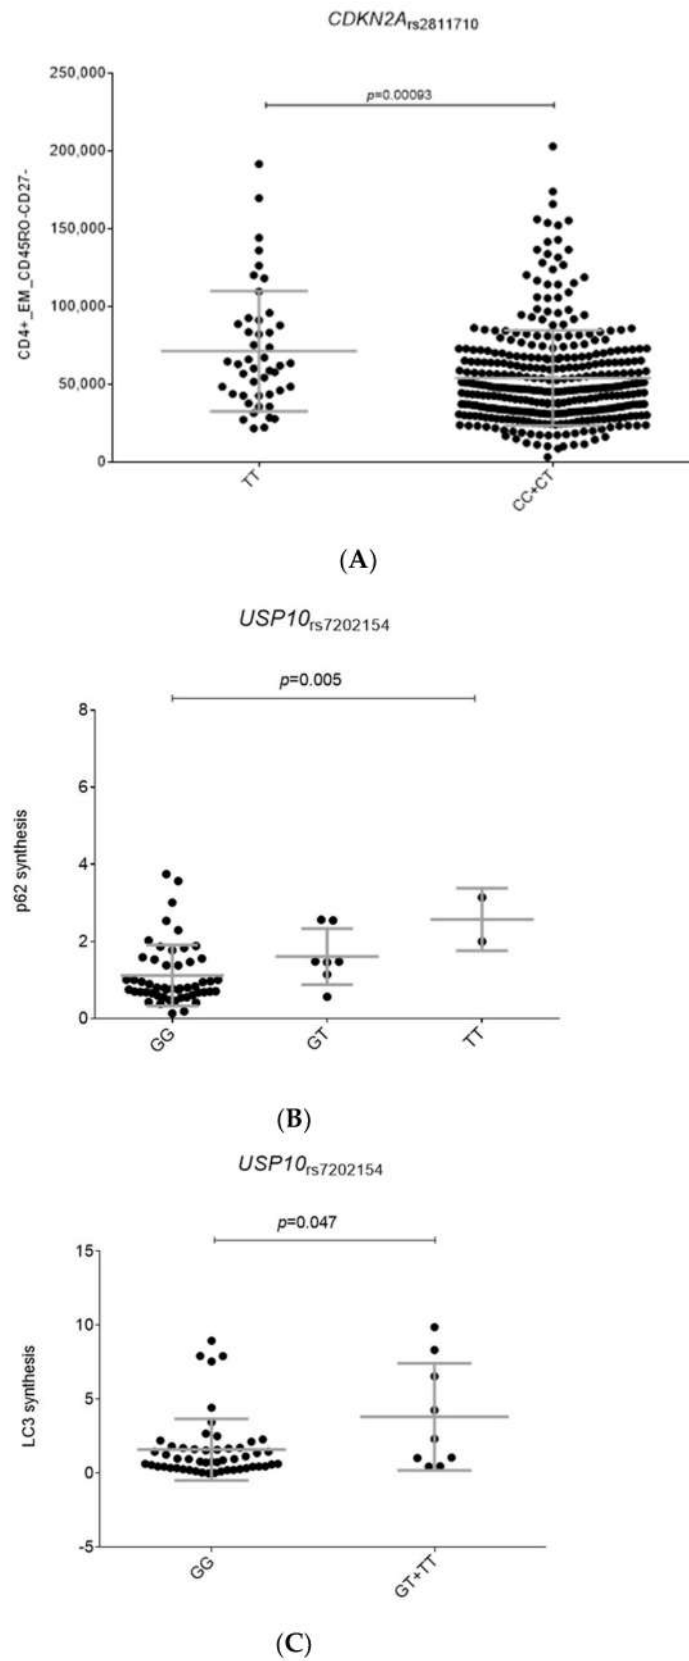 CDKN2Ars2811710
250,000
p=0.00093
200,000
150,000
100,000
50,000
0
CD4+_EM_CD45RO-CD27-
TT
CC+CT
(A)
USP10rs7202154
p=0.005
8
6
4
2
0
p62 synthesis
GG
GT
TT
(B)
USP10rs7202154
p=0.047
15
10
5
0
-5
LC3 synthesis
GG
GT+TT
(C)